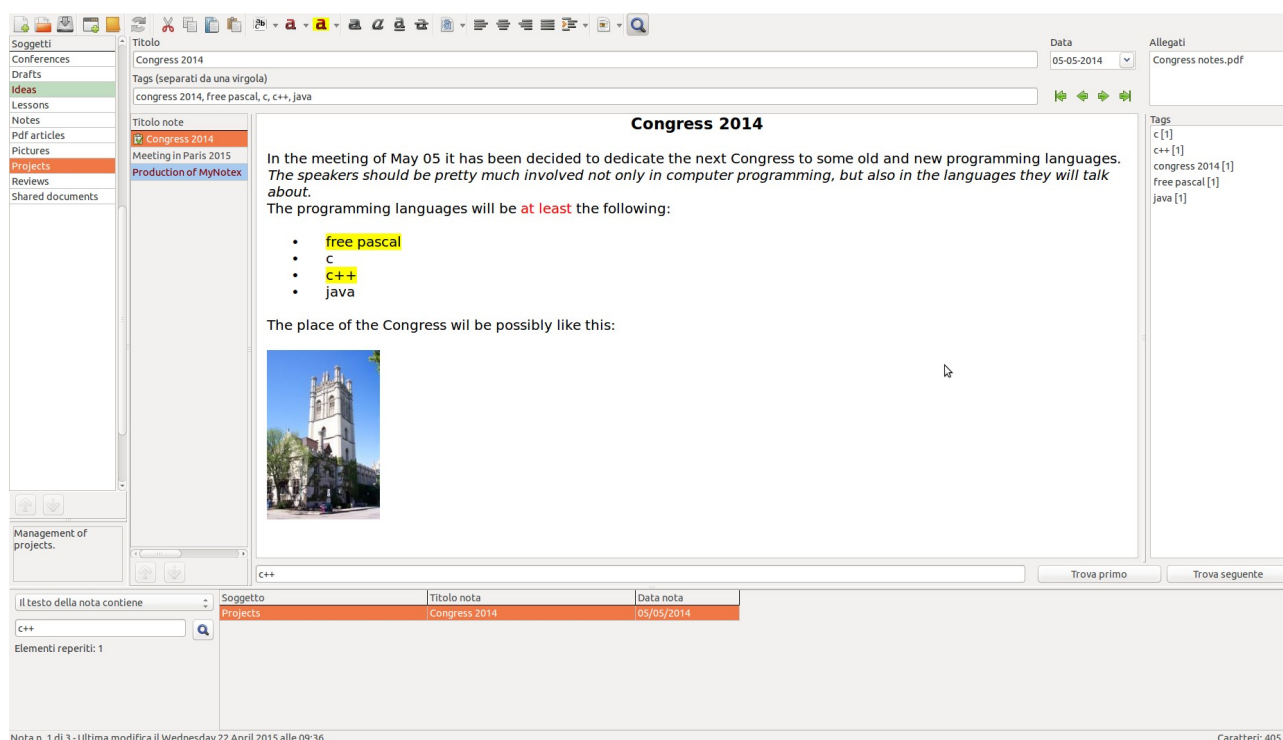 Soggetti
Conferences
Drafts
Ideas
Lessons
Notes
Pdf articles
Pictures
Projects
Reviews
Shared documents
Management of
projects.
Titolo
Congress 2014
Tags (separati da una virgola)
congress 2014, free pascal, c, c++, java
Data
05-05-2014
Allegati
Congress notes.pdf
Titolo note
Congress 2014
Meeting in Paris 2015
Production of MyNotex
Congress 2014
In the meeting of May 05 it has been decided to dedicate the next Congress to some old and new programming languages.
The speakers should be pretty much involved not only in computer programming, but also in the languages they will talk
about.
The programming languages will be at least the following:
• free pascal
• c
• c++
• java
The place of the Congress wil be possibly like this:
Tags
c [1]
c++ [1]
congress 2014 [1]
free pascal [1]
java [1]
c++
Trova primo
Trova seguente
Il testo della nota contiene
c++
Elementi reperiti: 1
Soggetto Titolo nota Data nota
Projects Congress 2014 05/05/2014
Nota n. 1 di 3 - Ultima modifica il Wednesday 22 April 2015 alle 09:36
Caratteri: 405